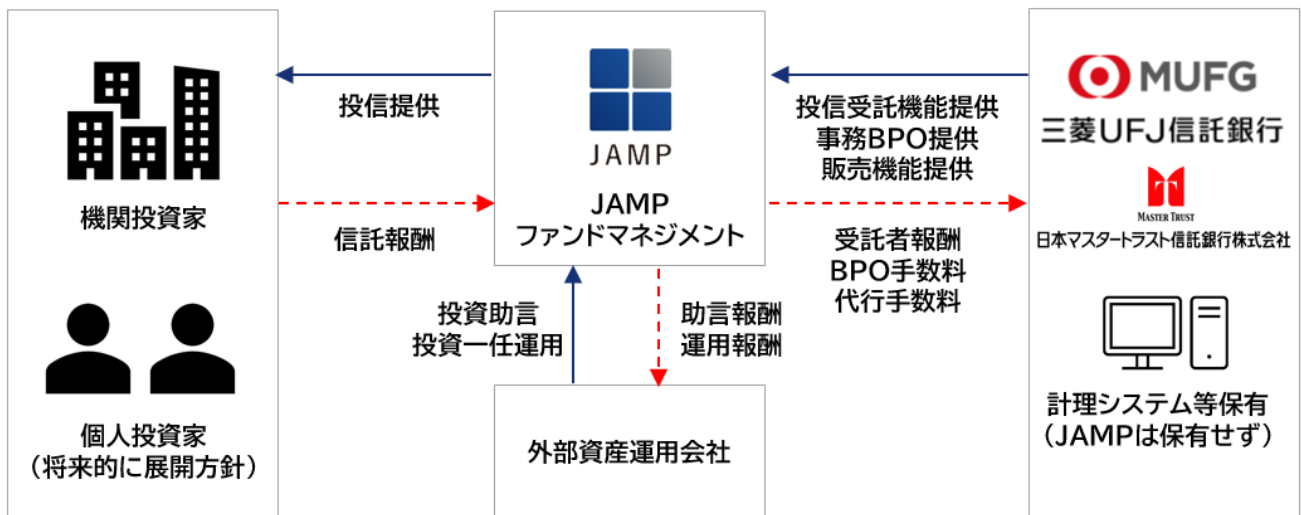 機関投資家
個人投資家
(将来的に展開方針)
投信提供
信託報酬
JAMP
JAMP
ファンドマネジメント
投資助言
投資一任運用
助言報酬
運用報酬
外部資産運用会社
投信受託機能提供
事務BPO提供
販売機能提供
受託者報酬
BPO手数料
代行手数料
MUFG
三菱UFJ信託銀行
MASTER TRUST
日本マスタートラスト信託銀行株式会社
計理システム等保有
(JAMPは保有せず)